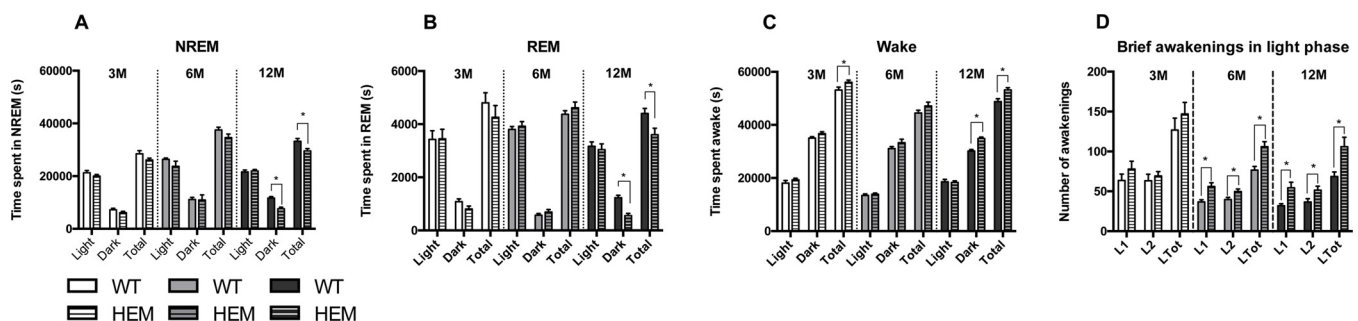 A
NREM
3M 6M 12M
Time spent in NREM (s)
60000
40000
20000
0
*
*
Light Dark Total Light Dark Total Light Dark Total
WT WT WT
HEM HEM HEM
B
REM
3M 6M 12M
Time spent in REM (s)
6000
4000
2000
0
*
*
Light Dark Total Light Dark Total Light Dark Total
C
Wake
3M 6M 12M
Time spent awake (s)
60000
40000
20000
0
*
*
*
Light Dark Total Light Dark Total Light Dark Total
D
Brief awakenings in light phase
3M 6M 12M
Number of awakenings
200
150
100
50
0
*
*
*
*
*
*
L1 L2 LTot L1 L2 LTot L1 L2 LTot